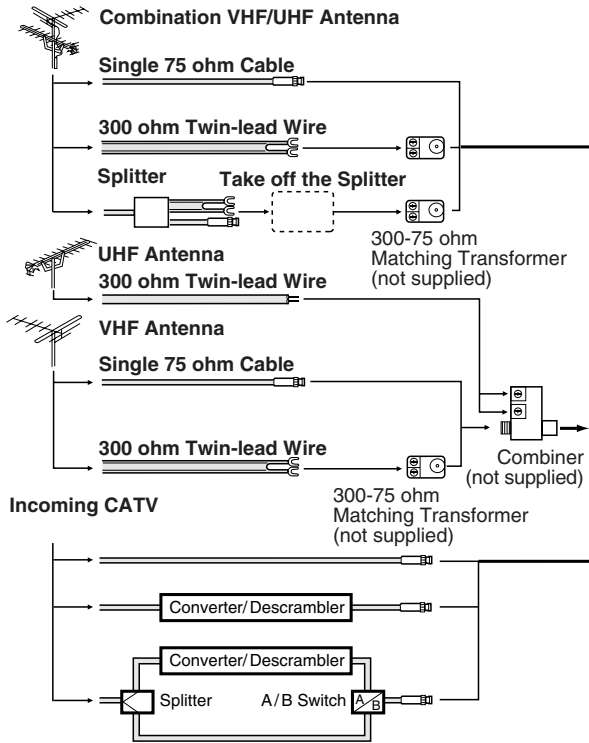 Combination VHF/UHF Antenna
Single 75 ohm Cable
300 ohm Twin-lead Wire
Splitter
Take off the Splitter
300-75 ohm
Matching Transformer
(not supplied)
UHF Antenna
300 ohm Twin-lead Wire
VHF Antenna
Single 75 ohm Cable
300 ohm Twin-lead Wire
Combiner
(not supplied)
300-75 ohm
Matching Transformer
(not supplied)
Incoming CATV
Converter/Descrambler
Converter/Descrambler
Splitter
A/B Switch
A
B